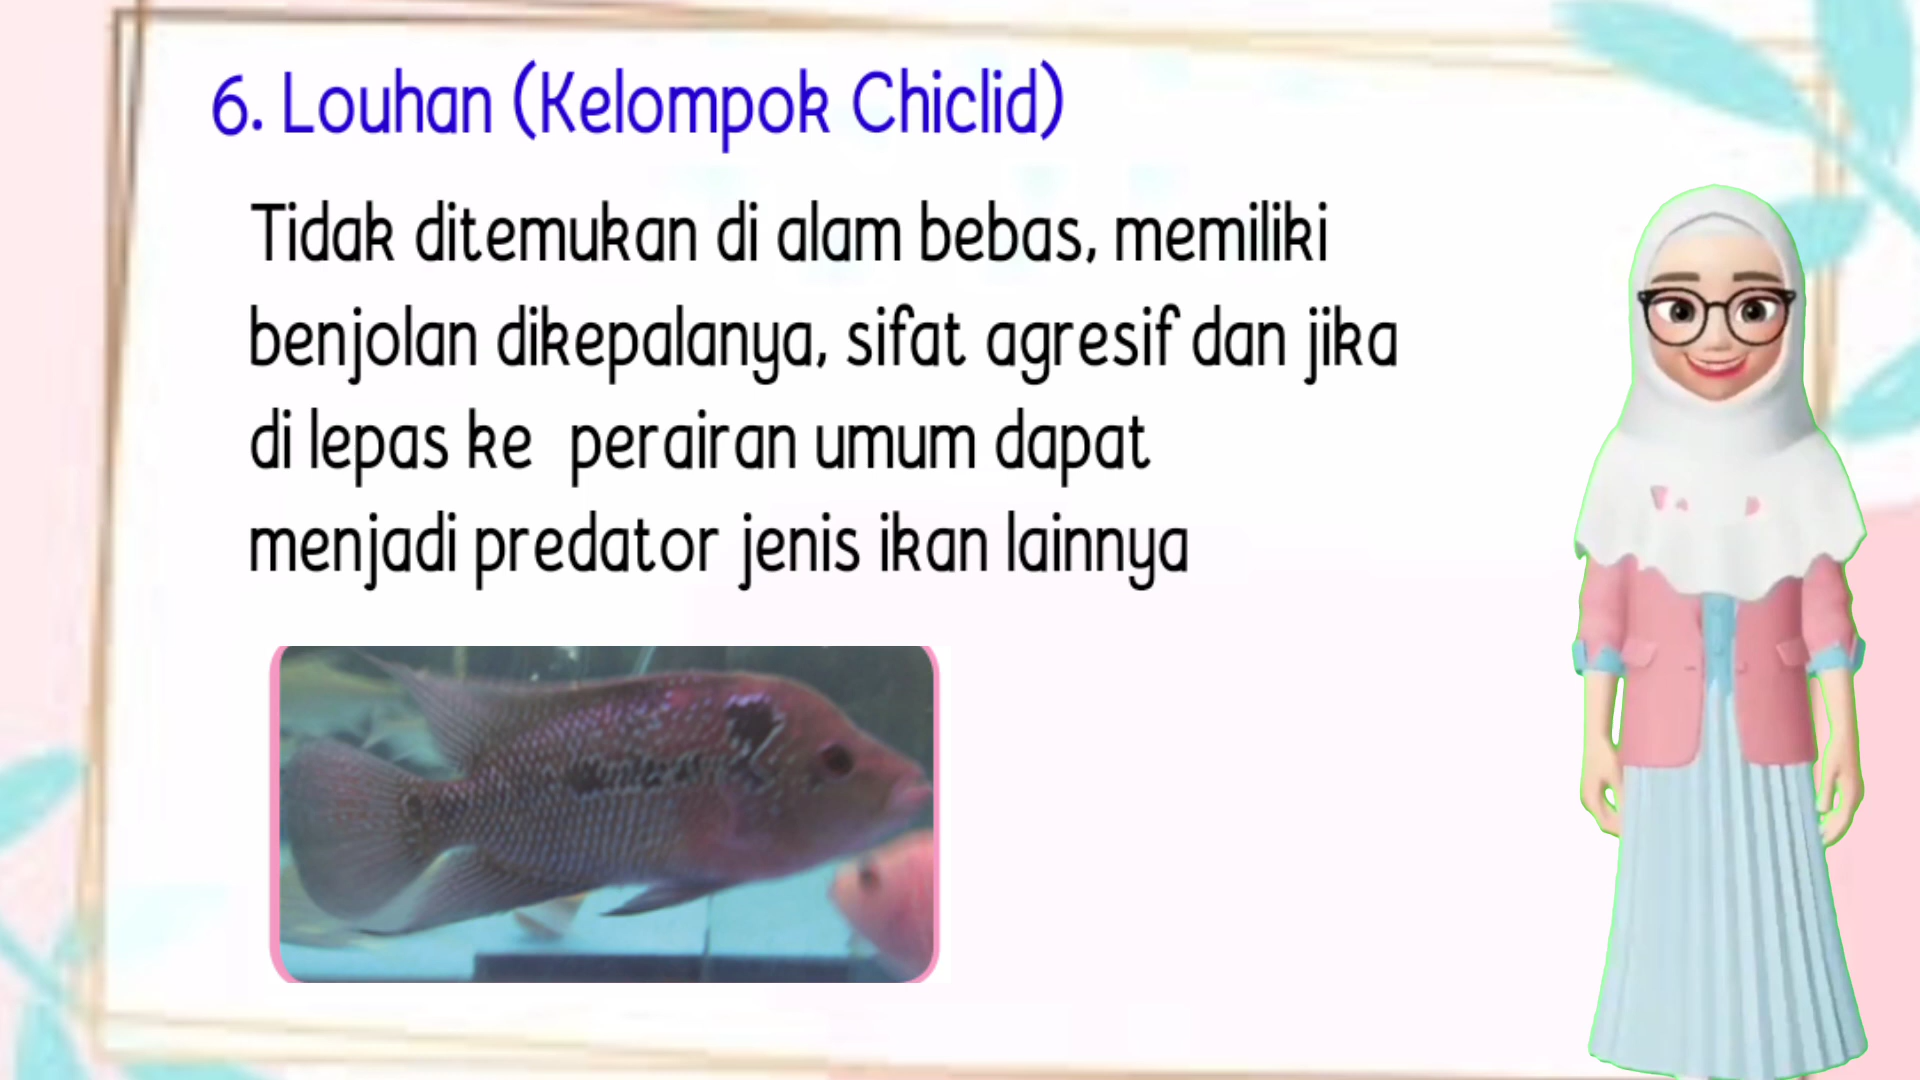 6. Louhan (Kelompok Chiclid)
Tidak ditemukan di alam bebas, memiliki
benjolan dikepalanya, sifat agresif dan jika
di lepas ke  perairan umum dapat
menjadi predator jenis ikan lainnya